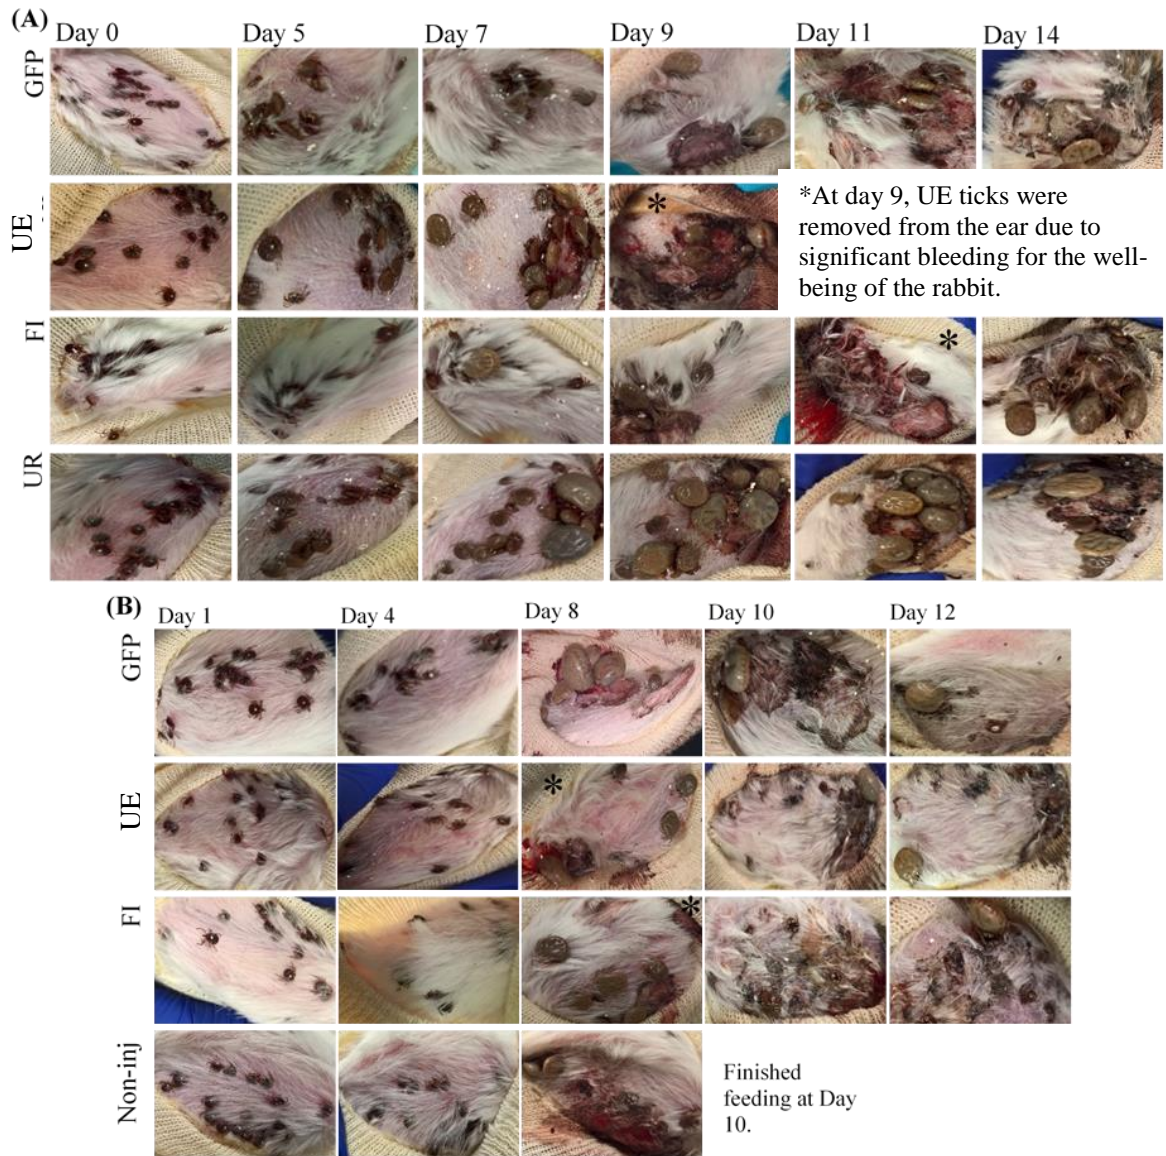 (A) Day 0 Day 5 Day 7 Day 9 Day 11 Day 14
GFP
UE
*
*At day 9, UE ticks were
removed from the ear due to
significant bleeding for the well-
being of the rabbit.
FI
*
UR
(B) Day 1 Day 4 Day 8 Day 10 Day 12
GFP
UE
*
FI
*
Non-inj
Finished
feeding at Day
10.